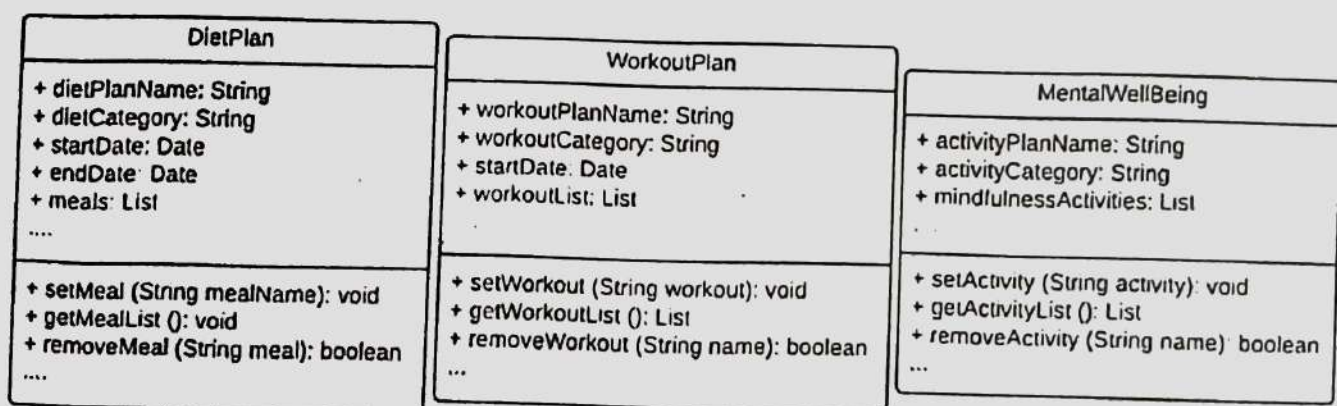 DietPlan
+ dietPlanName: String
+ dietCategory: String
+ startDate: Date
+ endDate: Date
+ meals: List
....
+ setMeal (String mealName): void
+ getMealList (): void
+ removeMeal (String meal): boolean
....
WorkoutPlan
+ workoutPlanName: String
+ workoutCategory: String
+ startDate: Date
+ workoutList: List
+ setWorkout (String workout): void
+ getWorkoutList (): List
+ removeWorkout (String name): boolean
...
MentalWellBeing
+ activityPlanName: String
+ activityCategory: String
+ mindfulnessActivities: List
+ setActivity (String activity): void
+ getActivityList (): List
+ removeActivity (String name): boolean
...